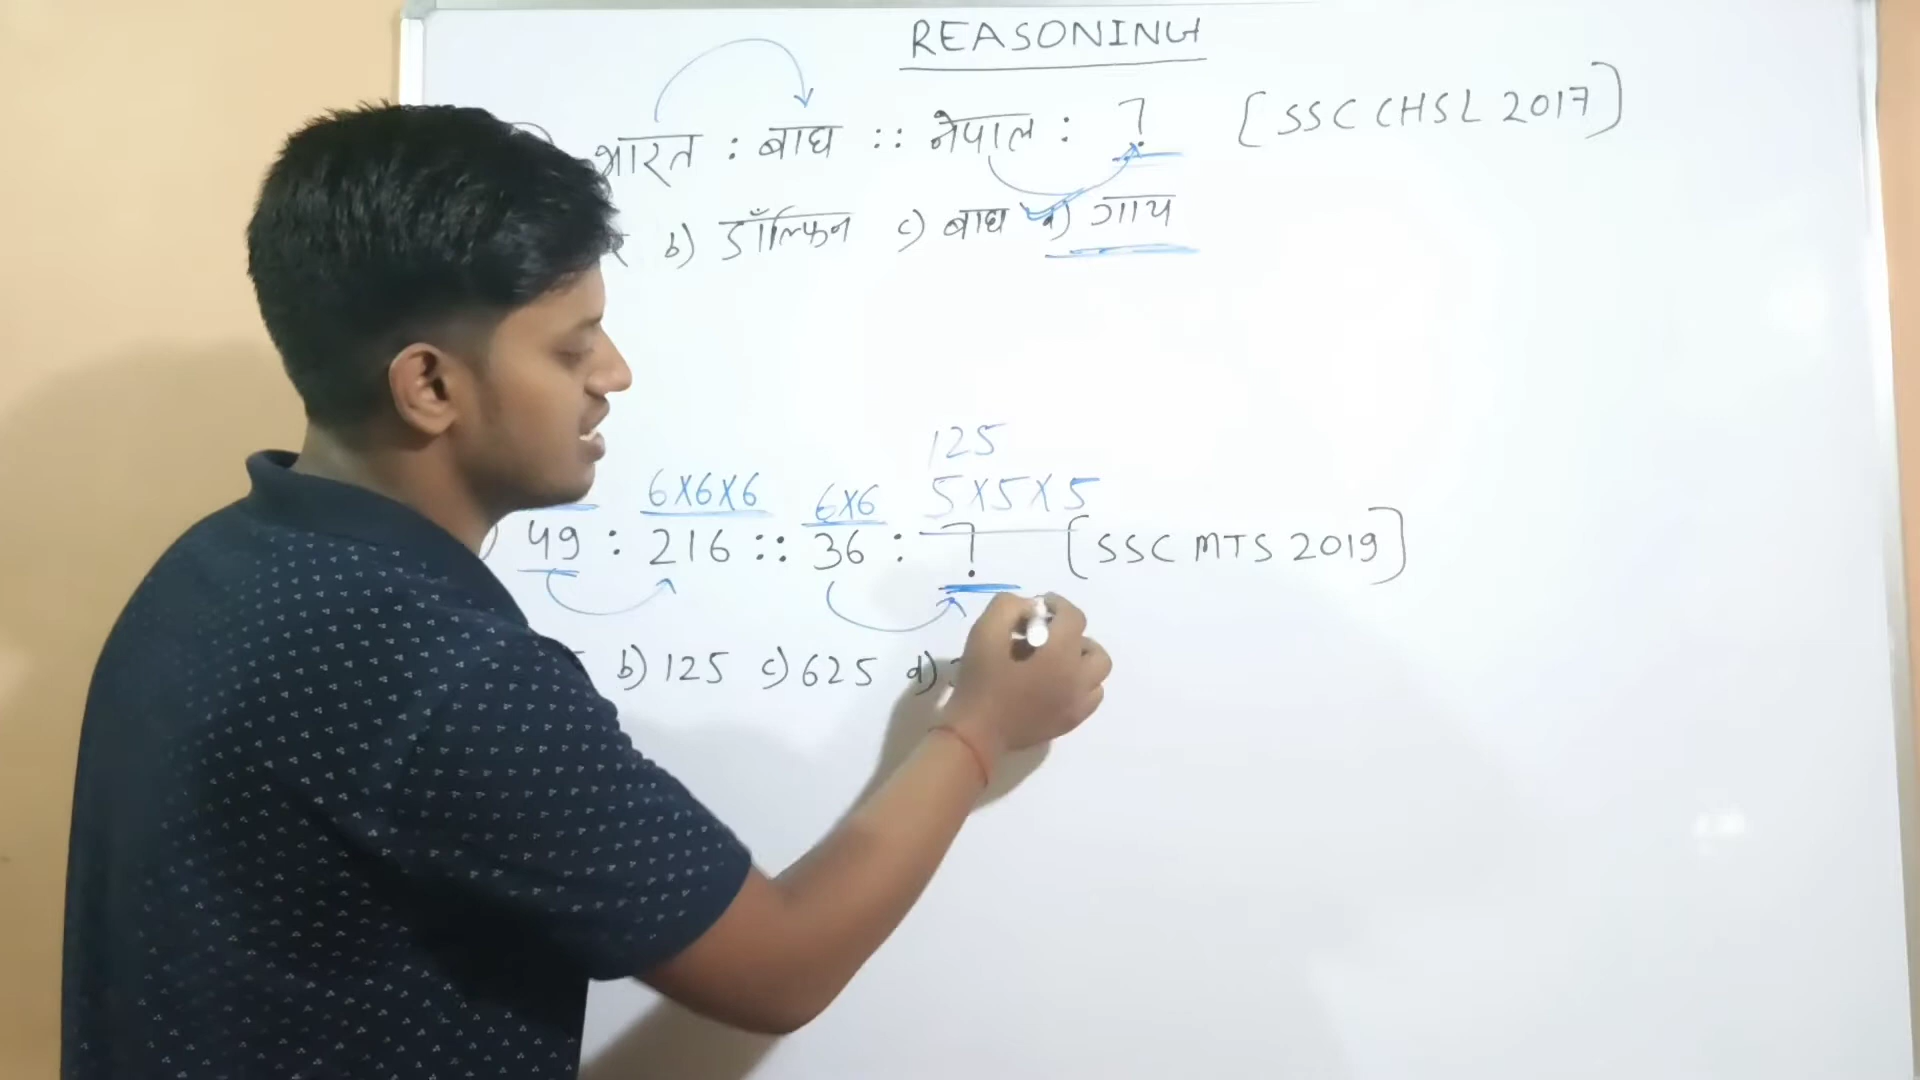 REASONING
भारत : बाघ :: नेपाल : ? [SSC CHSL 2017]
b) डॉल्फिन c) बाघ d) गाय
125
6X6X6 6X6 5X5X5
49 : 216 :: 36 : ? [SSC MTS 2019]
b) 125 c) 625 d)